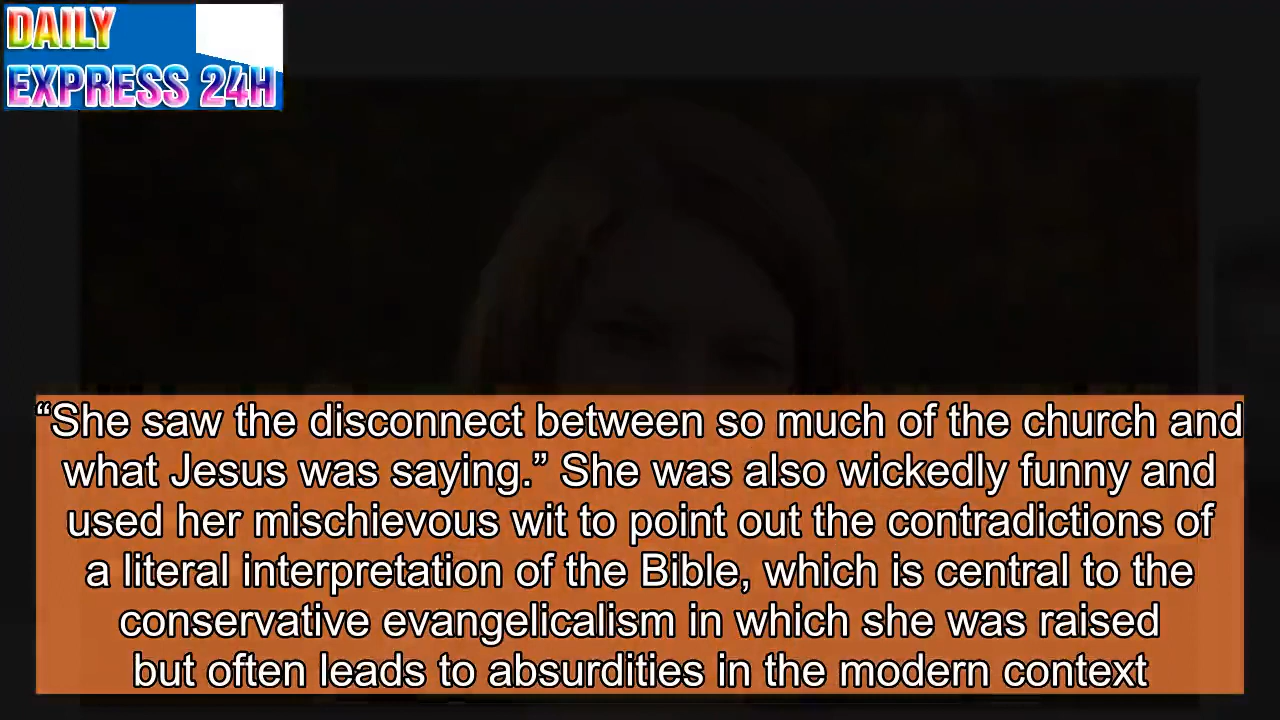 DAILY
EXPRESS 24H
“She saw the disconnect between so much of the church and
what Jesus was saying.” She was also wickedly funny and
used her mischievous wit to point out the contradictions of
a literal interpretation of the Bible, which is central to the
conservative evangelicalism in which she was raised
but often leads to absurdities in the modern context